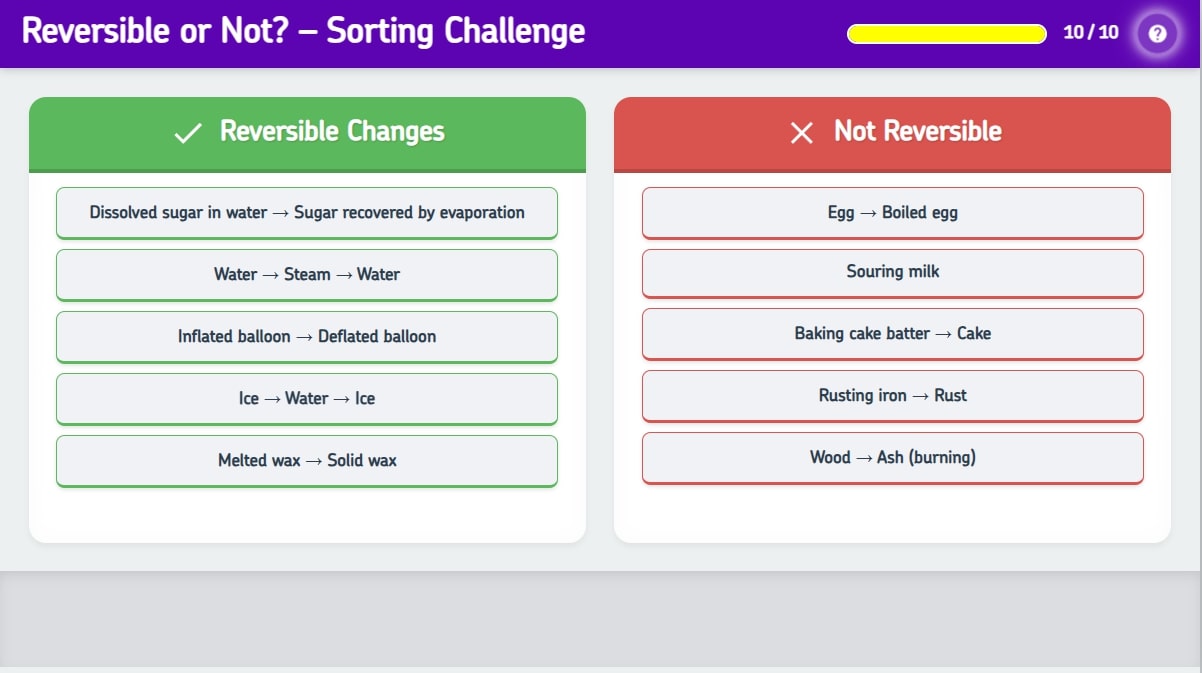 Reversible or Not? – Sorting Challenge
10 / 10
?
Reversible Changes
Dissolved sugar in water → Sugar recovered by evaporation
Water → Steam → Water
Inflated balloon → Deflated balloon
Ice → Water → Ice
Melted wax → Solid wax
Not Reversible
Egg → Boiled egg
Souring milk
Baking cake batter → Cake
Rusting iron → Rust
Wood → Ash (burning)